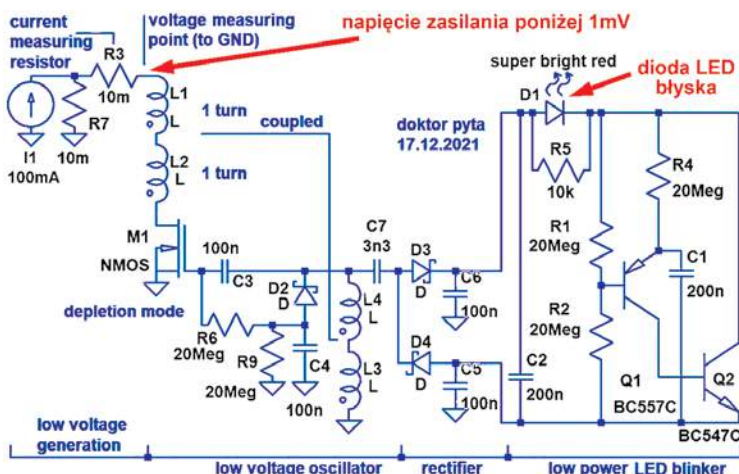 current
measuring
resistor
voltage measuring
point (to GND)
napięcie zasilania poniżej 1mV
R3
10m
R7
10m
I1
100mA
L1
L
1 turn
L2
L
1 turn
coupled
M1
NMOS
depletion mode
100n
C3
D2
D
R6
20Meg
R9
20Meg
C4
100n
L4
L
L3
L
C7
3n3
D3
D
C6
100n
D4
D
C5
100n
doktor pyta
17.12.2021
super bright red
dioda LED
błyska
D1
R5
10k
R4
20Meg
R1
20Meg
C1
200n
R2
20Meg
C2
200n
Q1
BC557C
Q2
BC547C
low voltage
generation
low voltage oscillator
rectifier
low power LED blinker